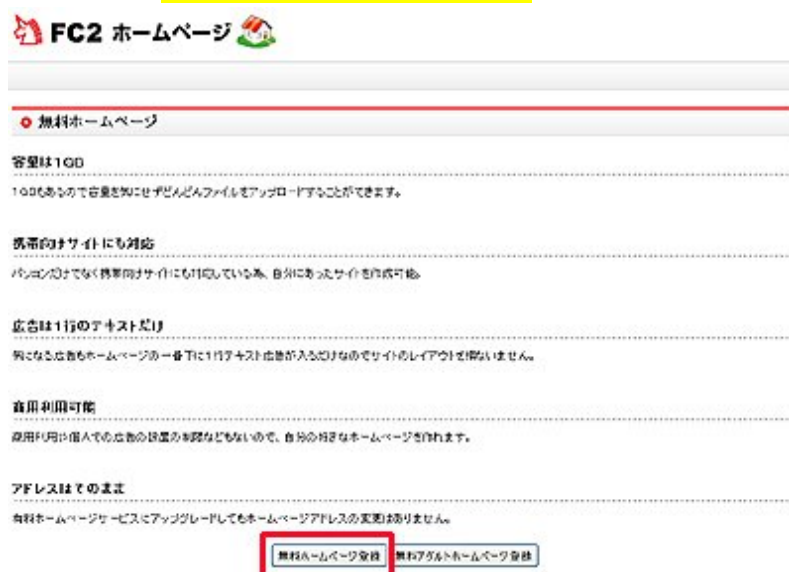 FC2 ホームページ
無料ホームページ
容量は1GB
1GBもあるので容量を気にせずどんどんファイルをアップロードすることができます。
携帯向けサイトにも対応
パソコンだけでなく携帯向けサイトにも対応している為、自分にあったサイトを作成可能。
広告は1行のテキストだけ
気になる広告もホームページの一番下に1行テキスト広告が入るだけなのでサイトのレイアウトを損ないません。
商用利用可能
商用利用や個人での広告の設置の制限などもないので、自分の好きなホームページを作れます。
アドレスはそのまま
有料ホームページサービスにアップグレードしてもホームページアドレスの変更はありません。
無料ホームページ登録 無料アダルトホームページ登録